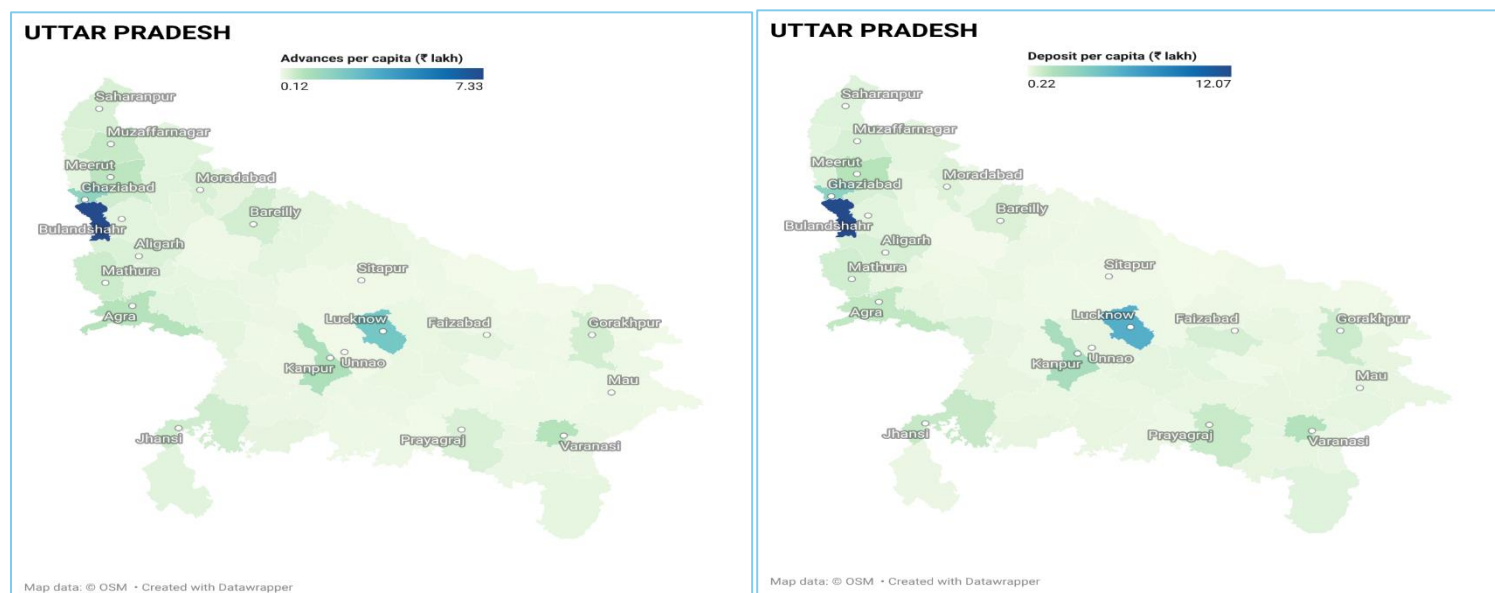 UTTAR PRADESH
Advances per capita (₹ lakh)
0.12 7.33
Saharanpur
Muzaffarnagar
Meerut
Ghaziabad
Moradabad
Bareilly
Bulandshahr
Aligarh
Mathura
Sitapur
Agra
Lucknow
Faizabad
Gorakhpur
Kanpur
Unnao
Mau
Jhansi
Prayagraj
Varanasi
Map data: © OSM • Created with Datawrapper
UTTAR PRADESH
Deposit per capita (₹ lakh)
0.22 12.07
Saharanpur
Muzaffarnagar
Meerut
Ghaziabad
Moradabad
Bareilly
Bulandshahr
Aligarh
Mathura
Sitapur
Agra
Lucknow
Faizabad
Gorakhpur
Kanpur
Unnao
Mau
Jhansi
Prayagraj
Varanasi
Map data: © OSM • Created with Datawrapper